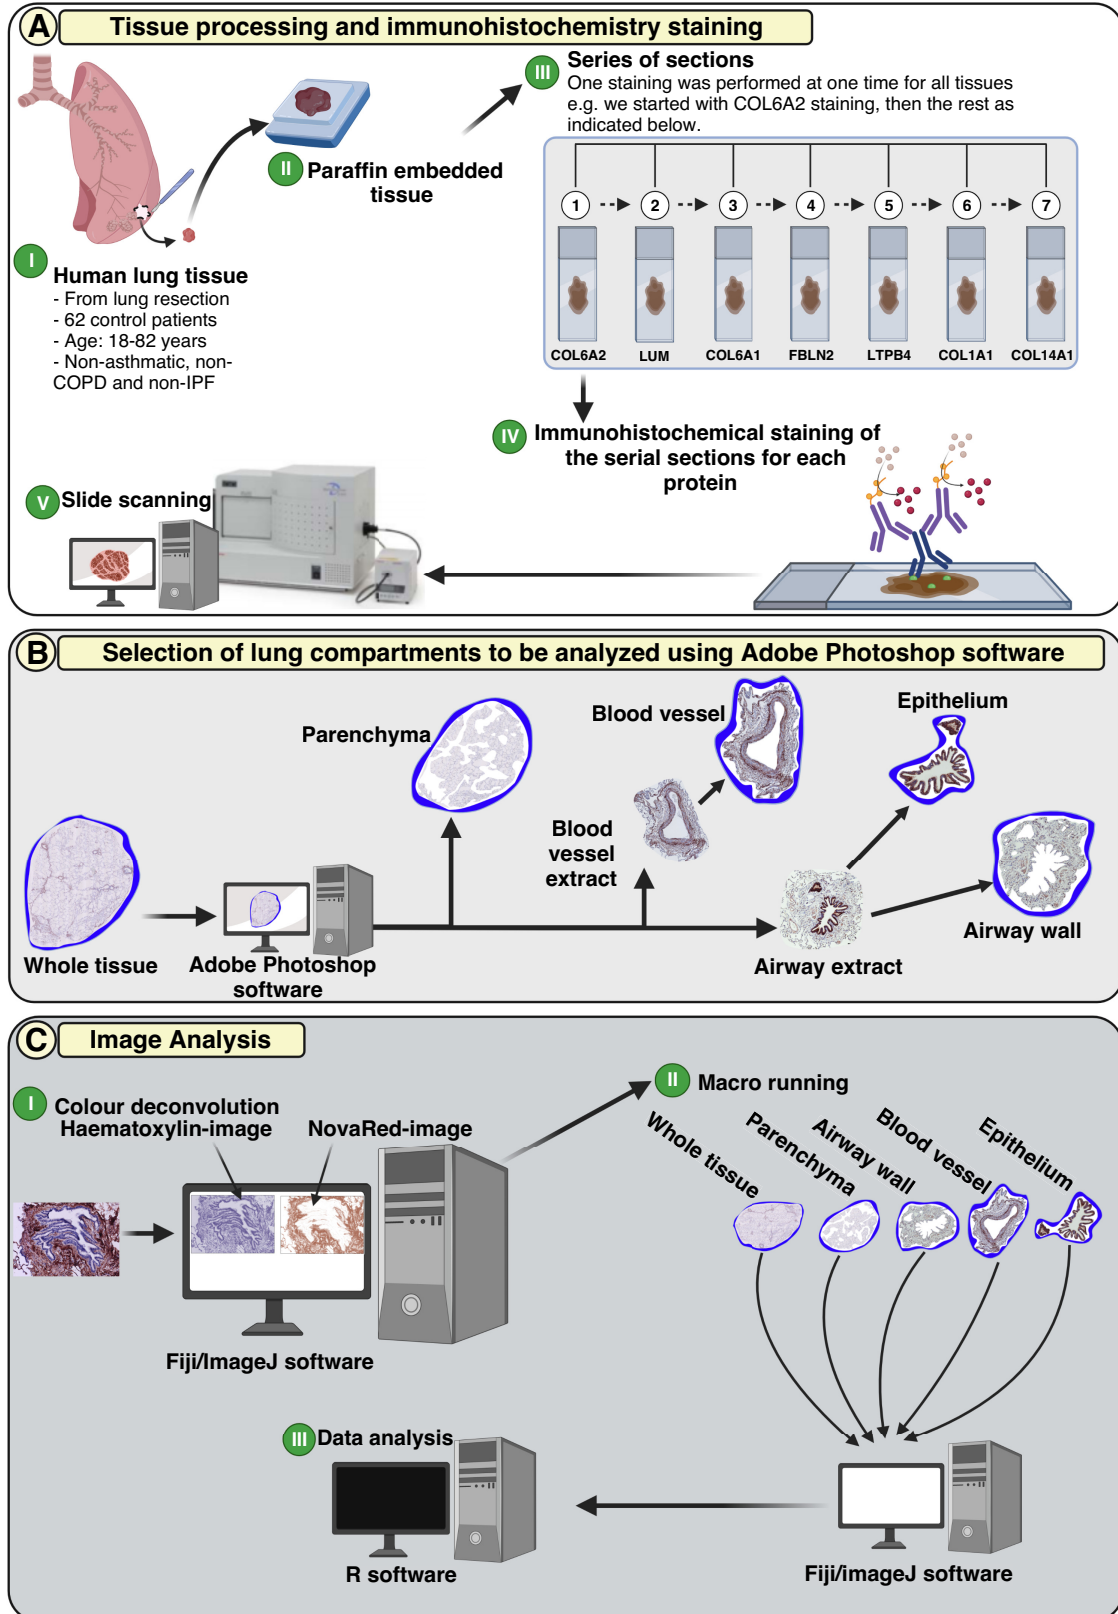 A
Tissue processing and immunohistochemistry staining
III
Series of sections
One staining was performed at one time for all tissues
e.g. we started with COL6A2 staining, then the rest as
indicated below.
II
Paraffin embedded
tissue
1
2
3
4
5
6
7
COL6A2
LUM
COL6A1
FBLN2
LTPB4
COL1A1
COL14A1
I
Human lung tissue
- From lung resection
- 62 control patients
- Age: 18-82 years
- Non-asthmatic, non-
COPD and non-IPF
IV
Immunohistochemical staining of
the serial sections for each
protein
V
Slide scanning
B
Selection of lung compartments to be analyzed using Adobe Photoshop software
Parenchyma
Blood vessel
Epithelium
Blood
vessel
extract
Whole tissue
Adobe Photoshop
software
Airway extract
Airway wall
C
Image Analysis
I
Colour deconvolution
Haematoxylin-image
NovaRed-image
Fiji/ImageJ software
II
Macro running
Whole tissue
Parenchyma
Airway wall
Blood vessel
Epithelium
III
Data analysis
R software
Fiji/imageJ software